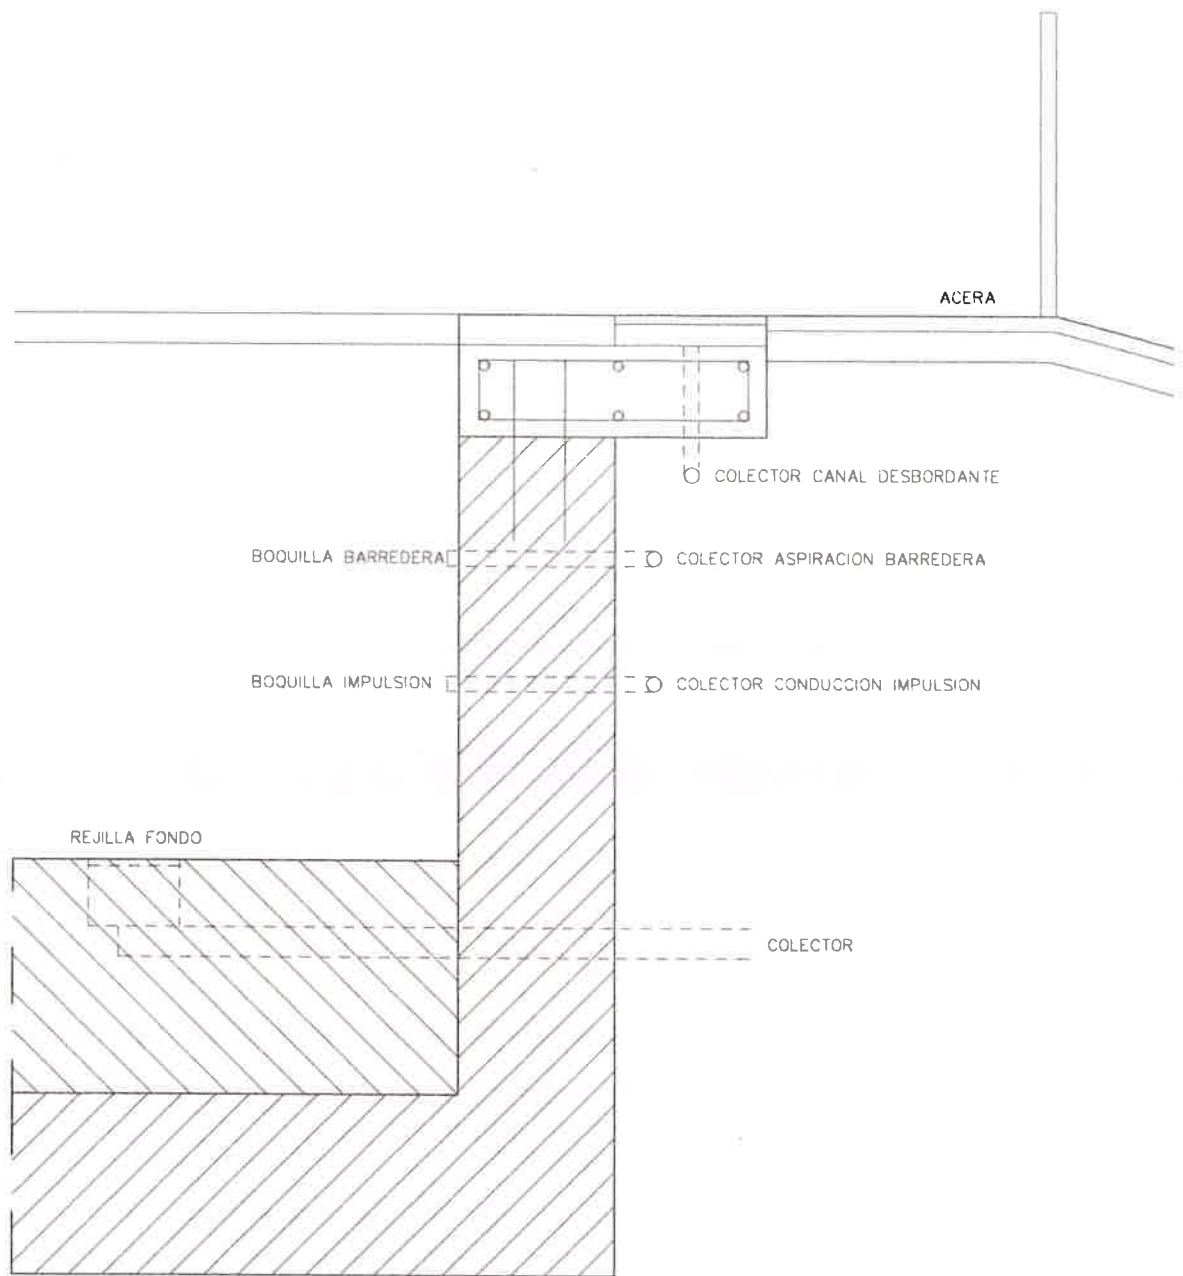 ACERA
COLECTOR CANAL DESBORDANTE
BOQUILLA BARREDERA
COLECTOR ASPIRACION BARREDERA
BOQUILLA IMPULSION
COLECTOR CONDUCCION IMPULSION
REJILLA FONDO
COLECTOR